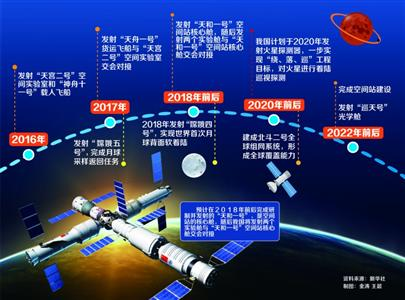 发射“天宫二号”空
间实验室和“神舟十
一号”载人飞船
2016年
发射“天舟一号”
货运飞船与“天宫
二号”空间实验室
交会对接
2017年
发射“嫦娥五
号”，完成月球
采样返回任务
发射“天和一号”空间
站核心舱，随后发射
两个实验舱与“天
和一号”空间站核心
舱交会对接
2018年前后
2018年发射“嫦娥四
号”，实现世界首次月
球背面软着陆
我国计划于2020年发
射火星探测器，一步实
现“绕、落、巡”工程
目标，对火星进行着陆
巡视探测
2020年前后
建成北斗二号全
球组网系统，形
成全球覆盖能力
完成空间站建设
发射“巡天号”
光学舱
2022年前后
预计在2018年前后完成研
制并发射的“天和一号”，是空间
站的核心舱，随后我国将发射两个
实验舱与“天和一号”空间站核心
舱交会对接
资料来源：新华社
制图：金涛 王超